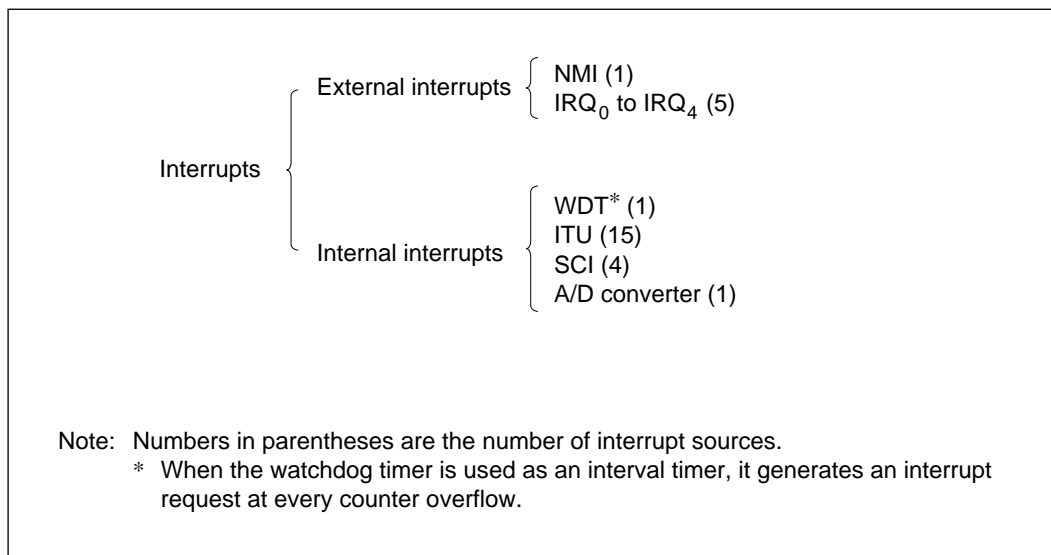 External interrupts
NMI (1)
IRQ0 to IRQ4 (5)
Interrupts
Internal interrupts
WDT* (1)
ITU (15)
SCI (4)
A/D converter (1)
Note: Numbers in parentheses are the number of interrupt sources.
* When the watchdog timer is used as an interval timer, it generates an interrupt
request at every counter overflow.